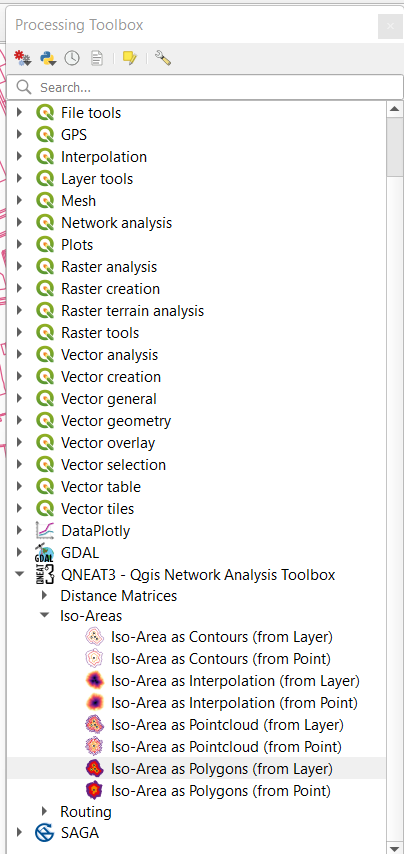 Processing Toolbox
Search...
File tools
GPS
Interpolation
Layer tools
Mesh
Network analysis
Plots
Raster analysis
Raster creation
Raster terrain analysis
Raster tools
Vector analysis
Vector creation
Vector general
Vector geometry
Vector overlay
Vector selection
Vector table
Vector tiles
DataPlotly
GDAL GDAL
QNEAT3 QNEAT3 - Qgis Network Analysis Toolbox
Distance Matrices
Iso-Areas
Iso-Area as Contours (from Layer)
Iso-Area as Contours (from Point)
Iso-Area as Interpolation (from Layer)
Iso-Area as Interpolation (from Point)
Iso-Area as Pointcloud (from Layer)
Iso-Area as Pointcloud (from Point)
Iso-Area as Polygons (from Layer)
Iso-Area as Polygons (from Point)
Routing
SAGA